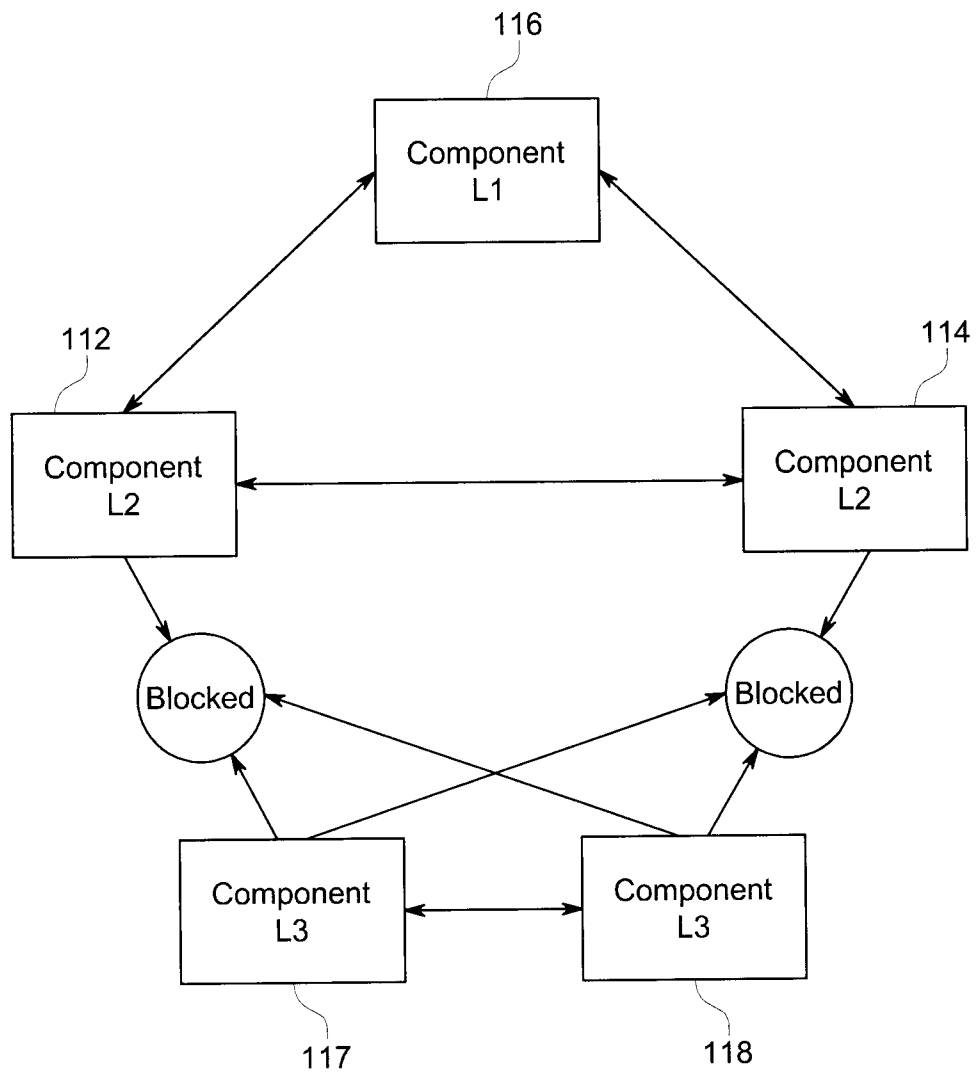 116
Component
L1
112
114
Component
L2
Component
L2
Blocked
Blocked
Component
L3
Component
L3
117
118